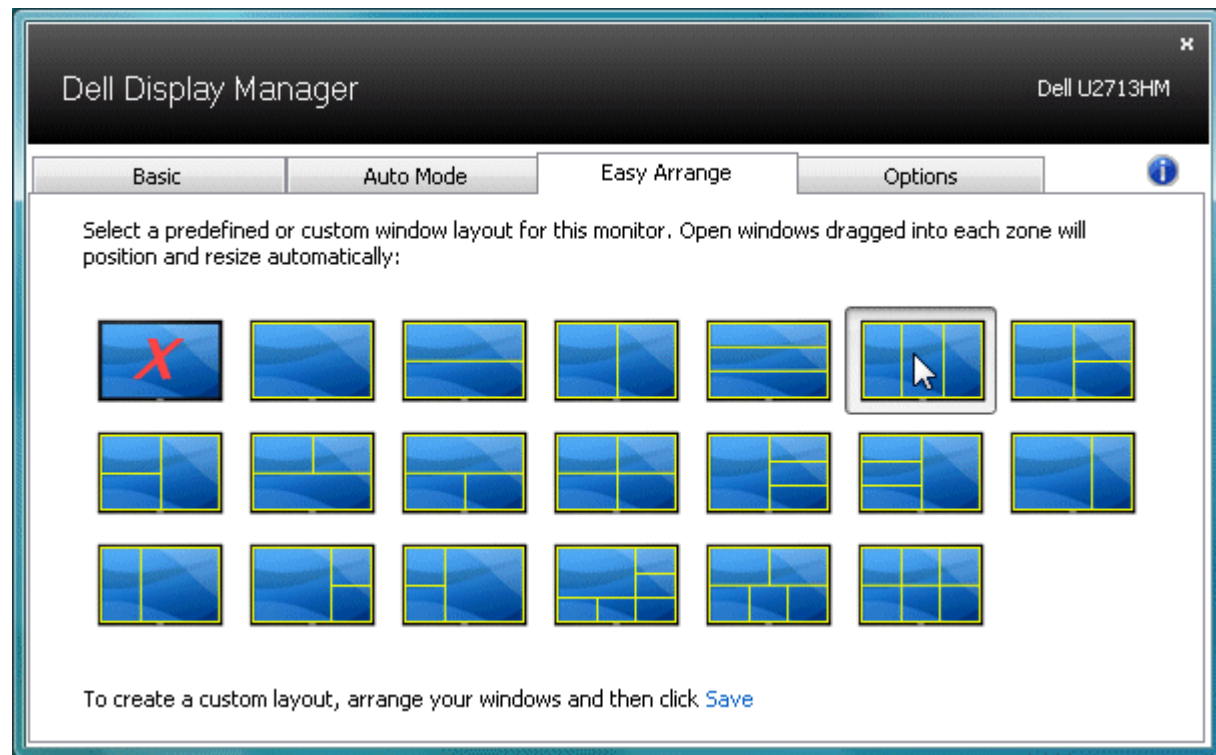 Dell Display Manager
Dell U2713HM
Basic
Auto Mode
Easy Arrange
Options
Select a predefined or custom window layout for this monitor. Open windows dragged into each zone will
position and resize automatically:
To create a custom layout, arrange your windows and then click Save